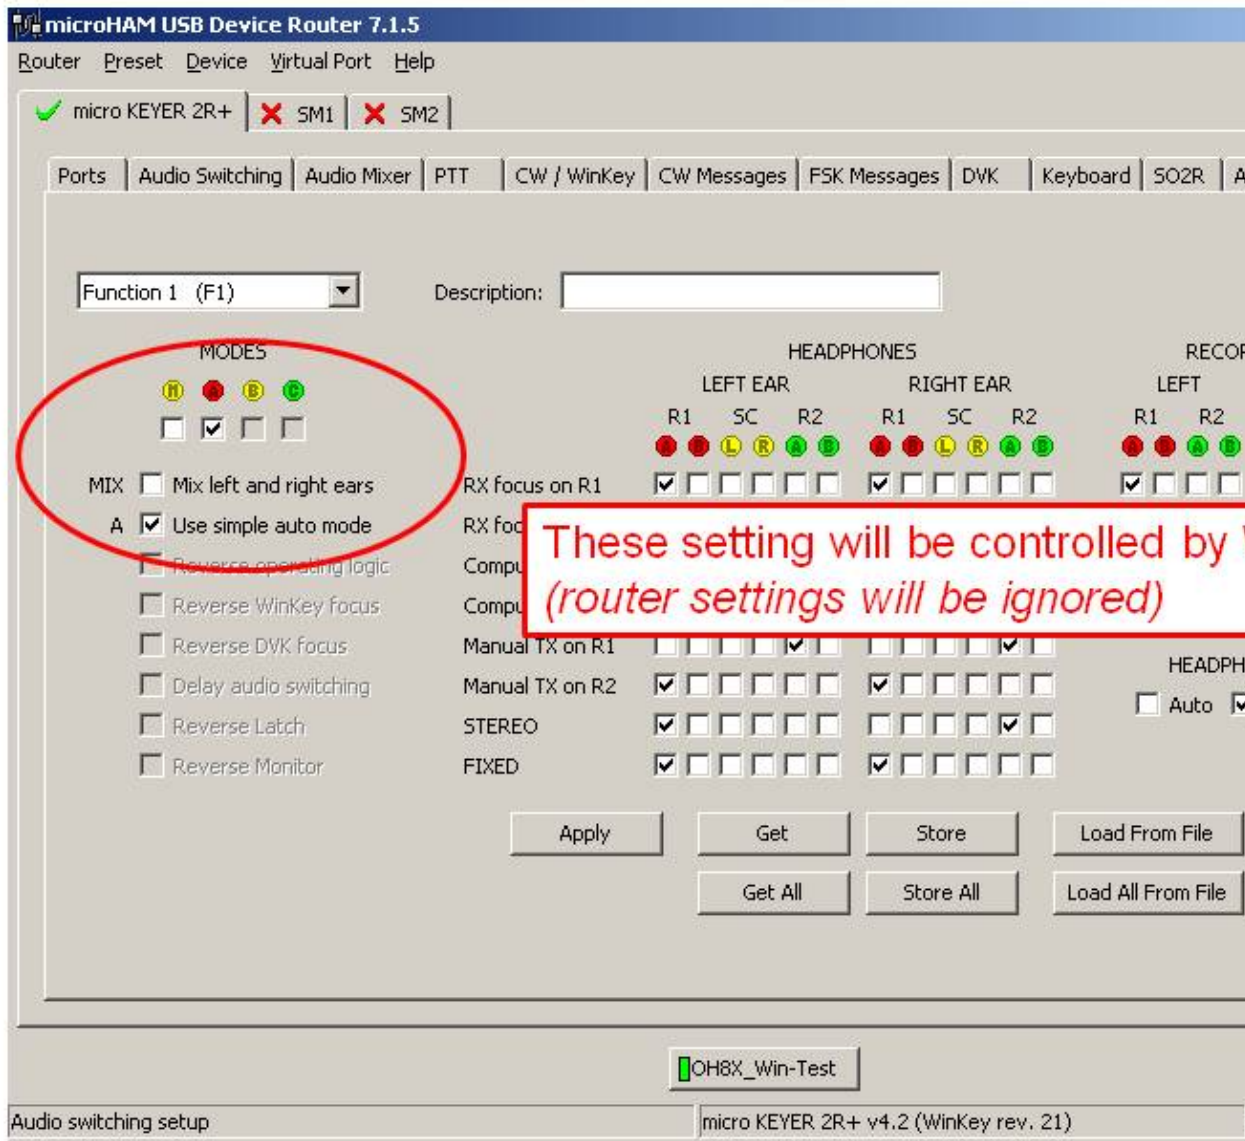 microHAM USB Device Router 7.1.5
Router Preset Device Virtual Port Help
micro KEYER 2R+ SM1 SM2
Ports Audio Switching Audio Mixer PTT CW / WinKey CW Messages FSK Messages DVK Keyboard SO2R A
Function 1 (F1) Description:
MODES HEADPHONES RECOR
LEFT EAR RIGHT EAR LEFT
M A B C
R1 SC R2 R1 SC R2 R1 R2
A B L R A B A B L R A B A B A B
MIX Mix left and right ears RX focus on R1
A Use simple auto mode RX foc
These setting will be controlled by
(router settings will be ignored)
Reverse operating logic Compu
Reverse WinKey focus Compu
Reverse DVK focus Manual TX on R1
HEADPH
Delay audio switching Manual TX on R2
Auto
Reverse Latch STEREO
Reverse Monitor FIXED
Apply Get Store Load From File
Get All Store All Load All From File
OH8X_Win-Test
Audio switching setup micro KEYER 2R+ v4.2 (WinKey rev. 21)